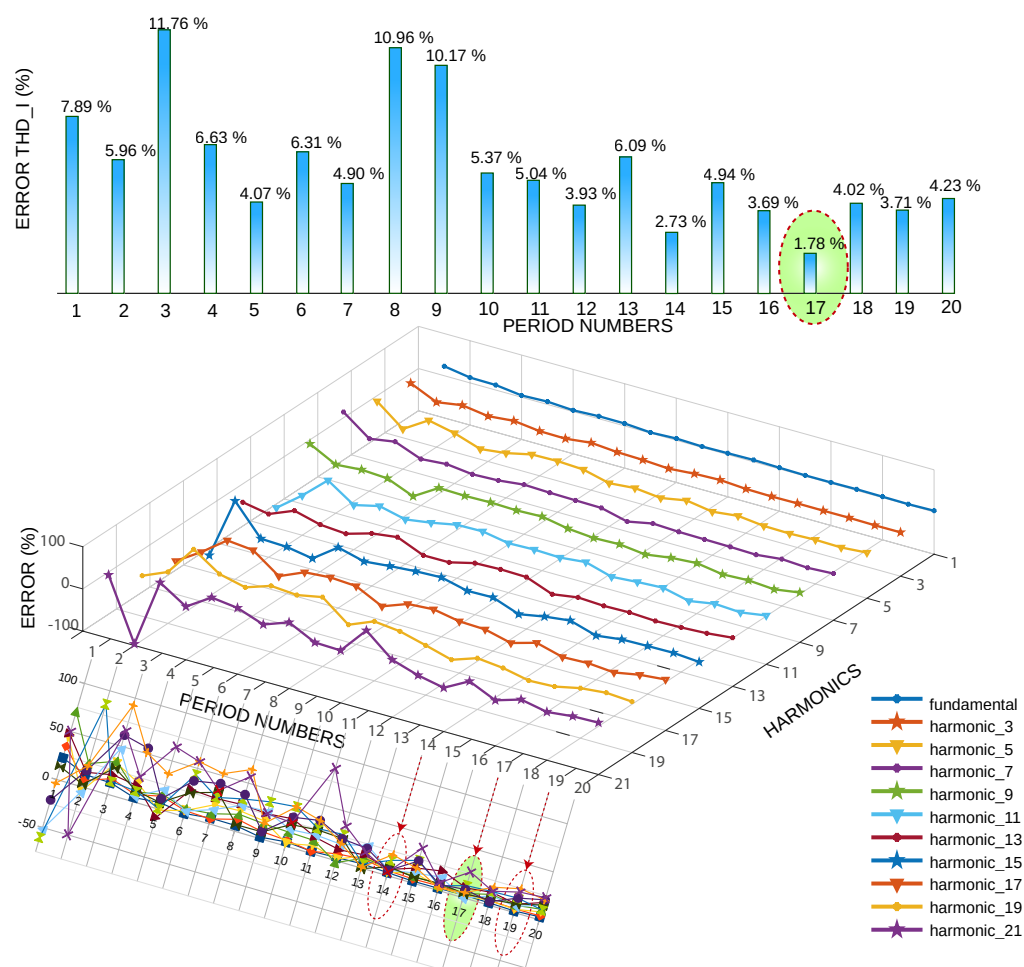 11.76 %
10.96 %
10.17 %
7.89 %
5.96 %
6.63 %
4.07 %
6.31 %
4.90 %
5.37 %
5.04 %
3.93 %
6.09 %
2.73 %
4.94 %
3.69 %
1.78 %
4.02 %
3.71 %
4.23 %
ERROR THD_I (%)
1 2 3 4 5 6 7 8 9 10 11 12 13 14 15 16 17 18 19 20
PERIOD NUMBERS
ERROR (%)
100
0
-100
1 2 3 4 5 6 7 8 9 10 11 12 13 14 15 16 17 18 19 20
PERIOD NUMBERS
1
3
5
7
9
11
13
15
17
19
21
HARMONICS
100
50
0
-50
1 2 3 4 5 6 7 8 9 10 11 12 13 14 15 16 17 18 19 20
fundamental
harmonic_3
harmonic_5
harmonic_7
harmonic_9
harmonic_11
harmonic_13
harmonic_15
harmonic_17
harmonic_19
harmonic_21